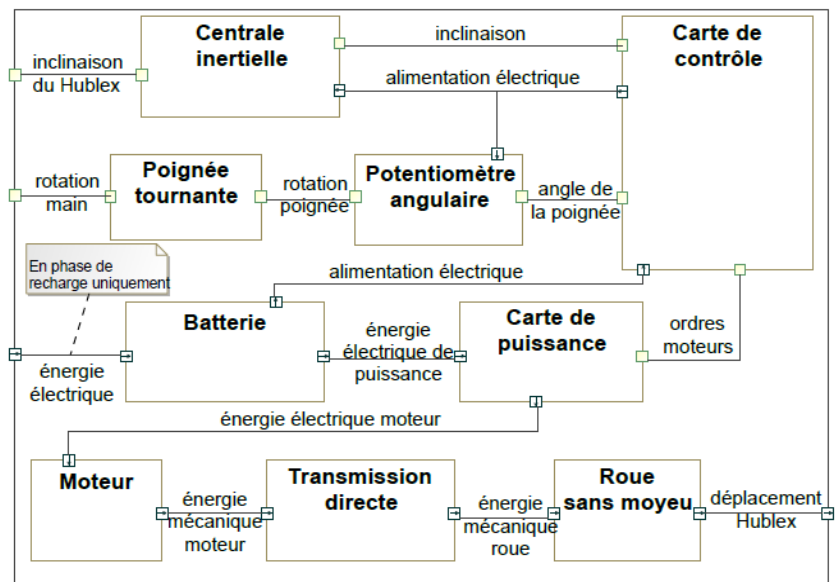 Centrale
inertielle
inclinaison
Carte de
contrôle
inclinaison
du Hublex
alimentation électrique
Poignée
tournante
Potentiomètre
angulaire
rotation
main
rotation
poignée
angle de
la poignée
En phase de
recharge uniquement
alimentation électrique
Batterie
énergie
électrique de
puissance
Carte de
puissance
ordres
moteurs
énergie
électrique
énergie électrique moteur
Moteur
énergie
mécanique
moteur
Transmission
directe
énergie
mécanique
roue
Roue
sans moyeu
déplacement
Hublex